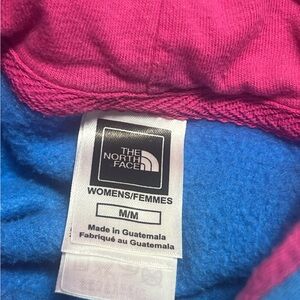 THE
NORTH
FACE
WOMENS/FEMMES
M/M
Made in Guatemala
Fabriqué au Guatemala